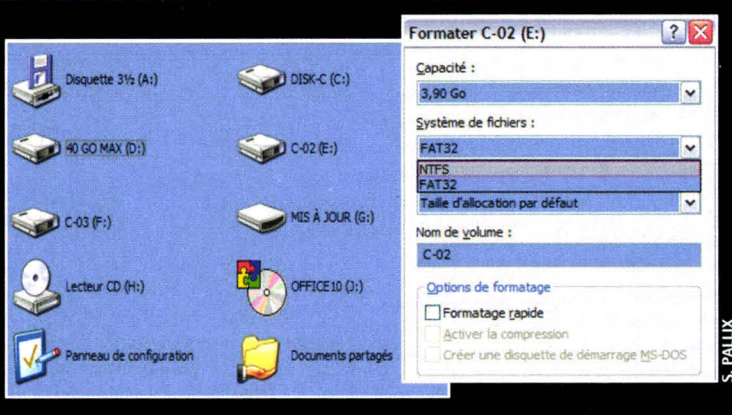 Disquette 3½ (A:)
DISK-C (C:)
40 GO MAX (D:)
C-02 (E:)
C-03 (F:)
MIS À JOUR (G:)
Lecteur CD (H:)
OFFICE10 (J:)
Panneau de configuration
Documents partagés
Formater C-02 (E:)
Capacité :
3,90 Go
Système de fichiers :
FAT32
NTFS
FAT32
Taille d'allocation par défaut
Nom de volume :
C-02
Options de formatage
Formatage rapide
Activer la compression
Créer une disquette de démarrage MS-DOS
S. PALLIX